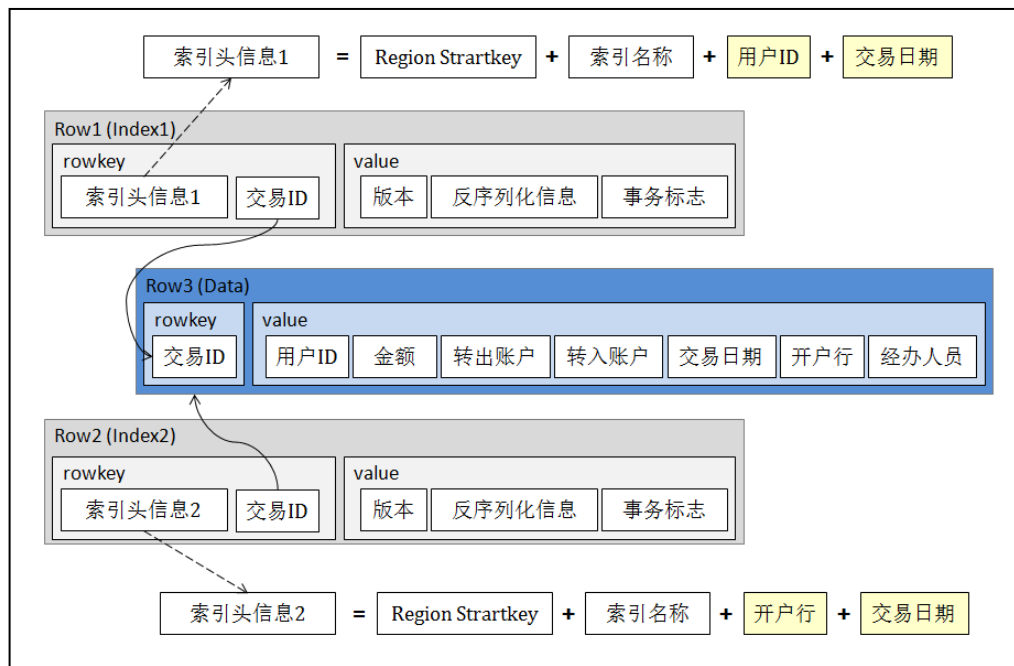 索引头信息1 = Region Strartkey + 索引名称 + 用户ID + 交易日期
Row1 (Index1)
rowkey value
索引头信息1 交易ID 版本 反序列化信息 事务标志
Row3 (Data)
rowkey value
交易ID 用户ID 金额 转出账户 转入账户 交易日期 开户行 经办人员
Row2 (Index2)
rowkey value
索引头信息2 交易ID 版本 反序列化信息 事务标志
索引头信息2 = Region Strartkey + 索引名称 + 开户行 + 交易日期